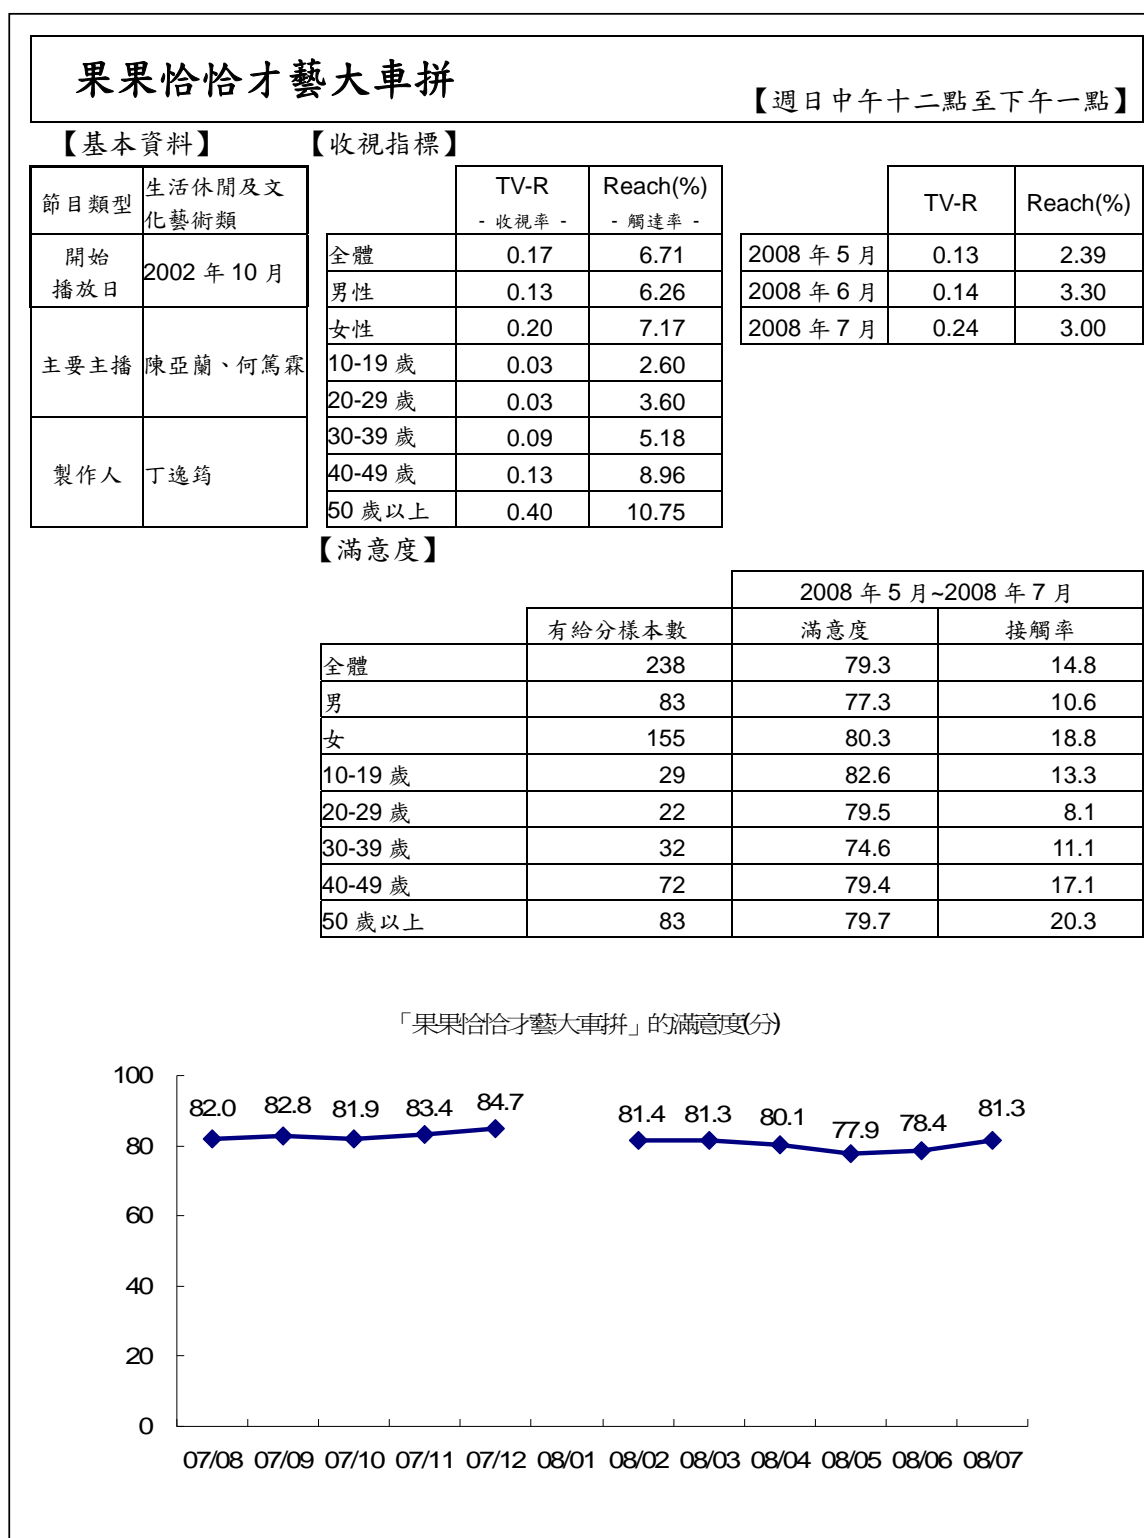 果果恰恰才藝大車拼
【週日中午十二點至下午一點】
【基本資料】 【收視指標】
節目類型 生活休閒及文化藝術類
開始播放日 2002 年 10 月
主要主播 陳亞蘭、何篤霖
製作人 丁逸筠
TV-R Reach(%)
- 收視率 - - 觸達率 -
全體 0.17 6.71
男性 0.13 6.26
女性 0.20 7.17
10-19 歲 0.03 2.60
20-29 歲 0.03 3.60
30-39 歲 0.09 5.18
40-49 歲 0.13 8.96
50 歲以上 0.40 10.75
TV-R Reach(%)
2008 年 5 月 0.13 2.39
2008 年 6 月 0.14 3.30
2008 年 7 月 0.24 3.00
【滿意度】
2008 年 5 月~2008 年 7 月
有給分樣本數 滿意度 接觸率
全體 238 79.3 14.8
男 83 77.3 10.6
女 155 80.3 18.8
10-19 歲 29 82.6 13.3
20-29 歲 22 79.5 8.1
30-39 歲 32 74.6 11.1
40-49 歲 72 79.4 17.1
50 歲以上 83 79.7 20.3
「果果恰恰才藝大車拼」的滿意度(分)
100
82.0 82.8 81.9 83.4 84.7 81.4 81.3 80.1 77.9 78.4 81.3
80
60
40
20
0
07/08 07/09 07/10 07/11 07/12 08/01 08/02 08/03 08/04 08/05 08/06 08/07